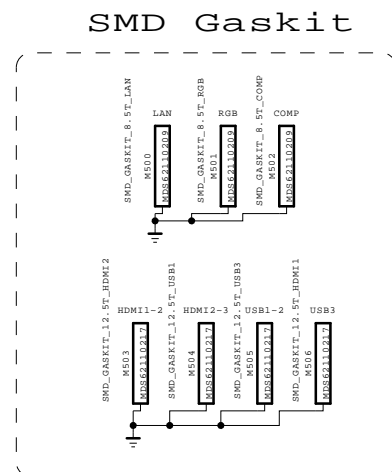 SMD Gaskit
SMD_GASKIT_8.5T_LAN
LAN
M500
MDS62110209
SMD_GASKIT_8.5T_RGB
RGB
M501
MDS62110209
SMD_GASKIT_8.5T_COMP
COMP
M502
MDS62110209
SMD_GASKIT_12.5T_HDMI2
HDMI1-2
M503
MDS62110217
SMD_GASKIT_12.5T_USB1
HDMI2-3
M504
MDS62110217
SMD_GASKIT_12.5T_USB3
USB1-2
M505
MDS62110217
SMD_GASKIT_12.5T_HDMI1
USB3
M506
MDS62110217